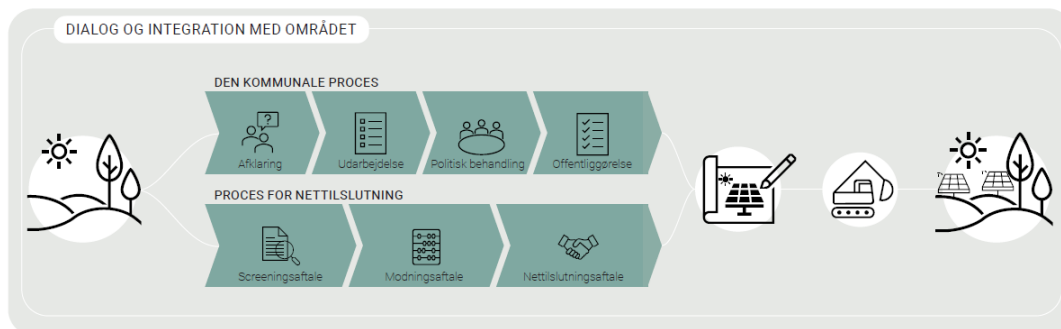 DIALOG OG INTEGRATION MED OMRÅDET
DEN KOMMUNALE PROCES
Afklaring
Udarbejdelse
Politisk behandling
Offentliggørelse
PROCES FOR NETTILSLUTNING
Screeningsaftale
Modningsaftale
Nettilslutningsaftale